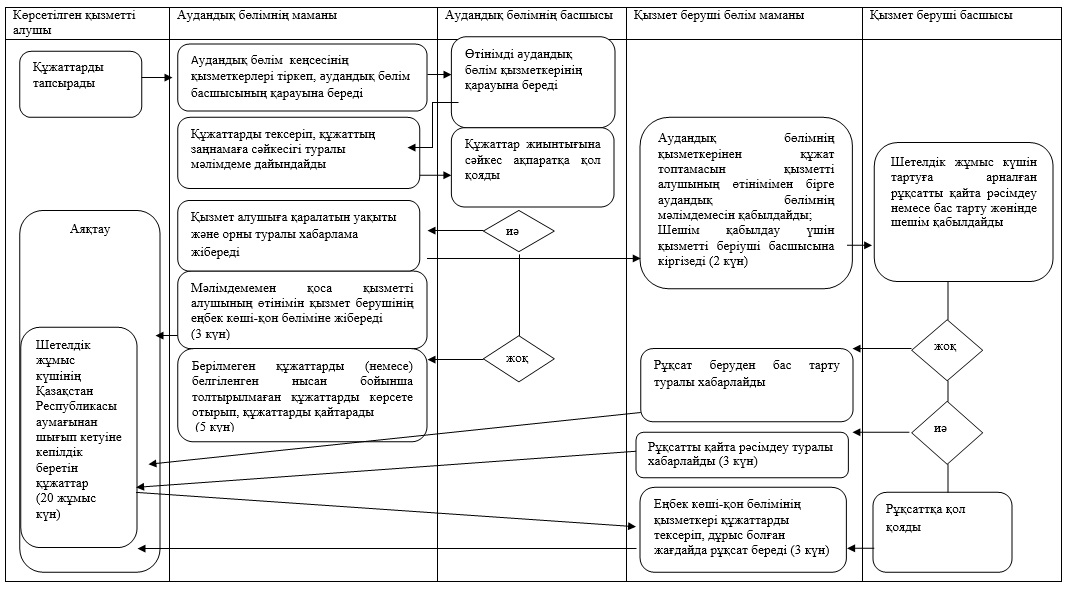 Көрсетілген қызметті
алушы
Аудандық бөлімнің маманы
Аудандық бөлімнің басшысы
Қызмет беруші бөлім маманы
Қызмет беруші басшысы
Құжаттарды
тапсырады
Аудандық бөлім кеңсесінің
қызметкерлері тіркеп, аудандық бөлім
басшысының қарауына береді
Өтінімді аудандық
бөлім қызметкерінің
қарауына береді
Құжаттарды тексеріп, құжаттың
заңнамаға сәйкесігі туралы
мәлімдеме дайындайды
Құжаттар жиынтығына
сәйкес ақпаратқа қол
қояды
Аудандық бөлімнің
қызметкерінен құжат
топтамасын қызметті
алушының өтінімімен бірге
аудандық бөлімнің
мәлімдемесін қабылдайды;
Шешім қабылдау үшін
қызметті беріуші басшысына
кіргізеді (2 күн)
Шетелдік жұмыс күшін
тартуға арналған
рұқсатты қайта рәсімдеу
немесе бас тарту жөнінде
шешім қабылдайды
Аяқтау
Қызмет алушыға қаралатын уақыты
және орны туралы хабарлама
жібереді
иә
Мәлімдемемен қоса қызметті
алушының өтінімін қызмет берушінің
еңбек көші-қон бөліміне жібереді
(3 күн)
Шетелдік
жұмыс
күшінің
Қазақстан
Республикасы
аумағынан
шығып кетуіне
кепілдік
беретін
құжаттар
(20 жұмыс
күн)
Берілмеген құжаттарды (немесе)
белгіленген нысан бойынша
толтырылмаған құжаттарды көрсете
отырып, құжаттарды қайтарады
(5 күн)
жоқ
Рұқсат беруден бас тарту
туралы хабарлайды
жоқ
Рұқсатты қайта рәсімдеу туралы
хабарлайды (3 күн)
иә
Еңбек көші-қон бөлімінің
қызметкері құжаттарды
тексеріп, дұрыс болған
жағдайда рұқсат береді (3 күн)
Рұқсаттқа қол
қояды